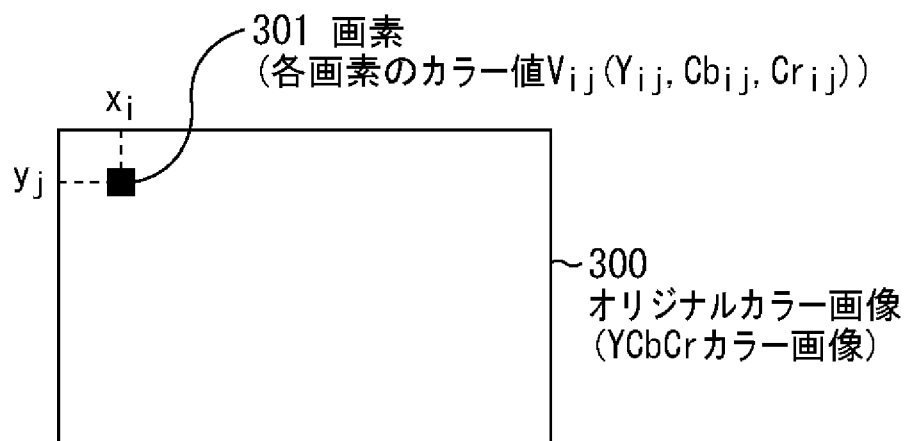 301 画素
(各画素のカラー値Vij(Yij,Cbij,Crij))
xi
yj
300
オリジナルカラー画像
(YCbCrカラー画像)